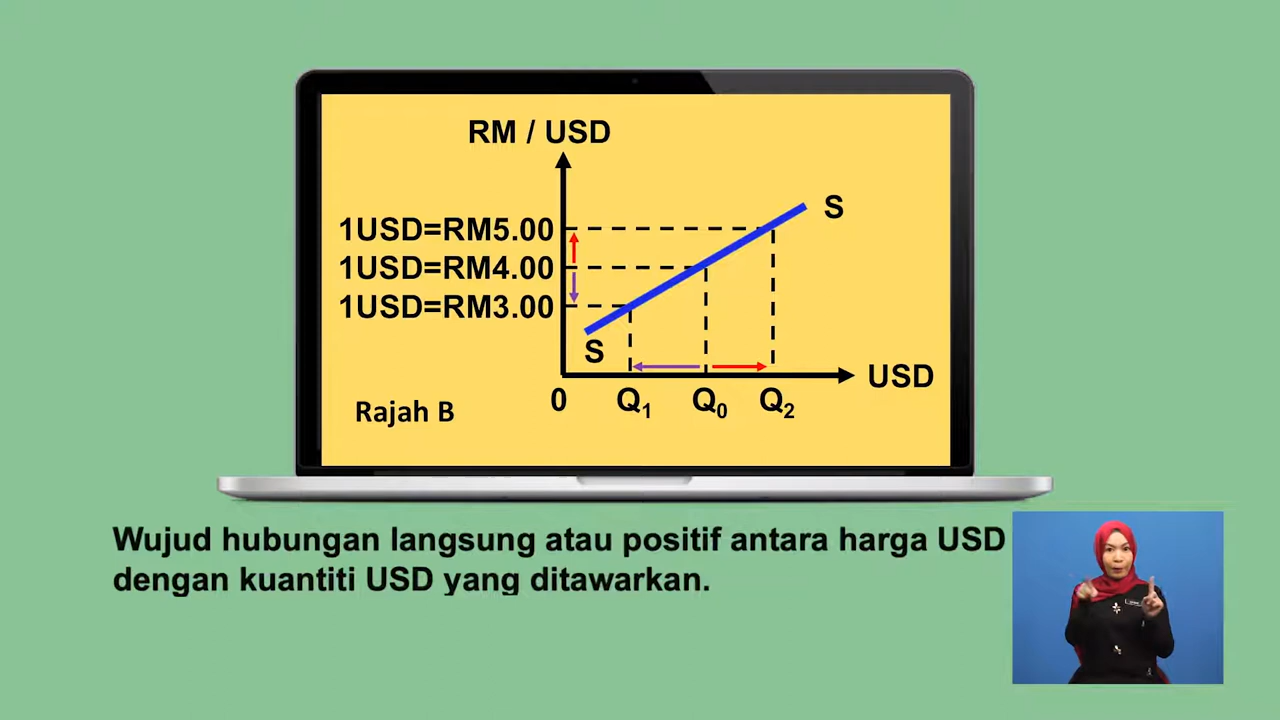 RM / USD
1USD=RM5.00
1USD=RM4.00
1USD=RM3.00
S
S
USD
0 Q₁ Q₀ Q₂
Rajah B
Wujud hubungan langsung atau positif antara harga USD
dengan kuantiti USD yang ditawarkan.